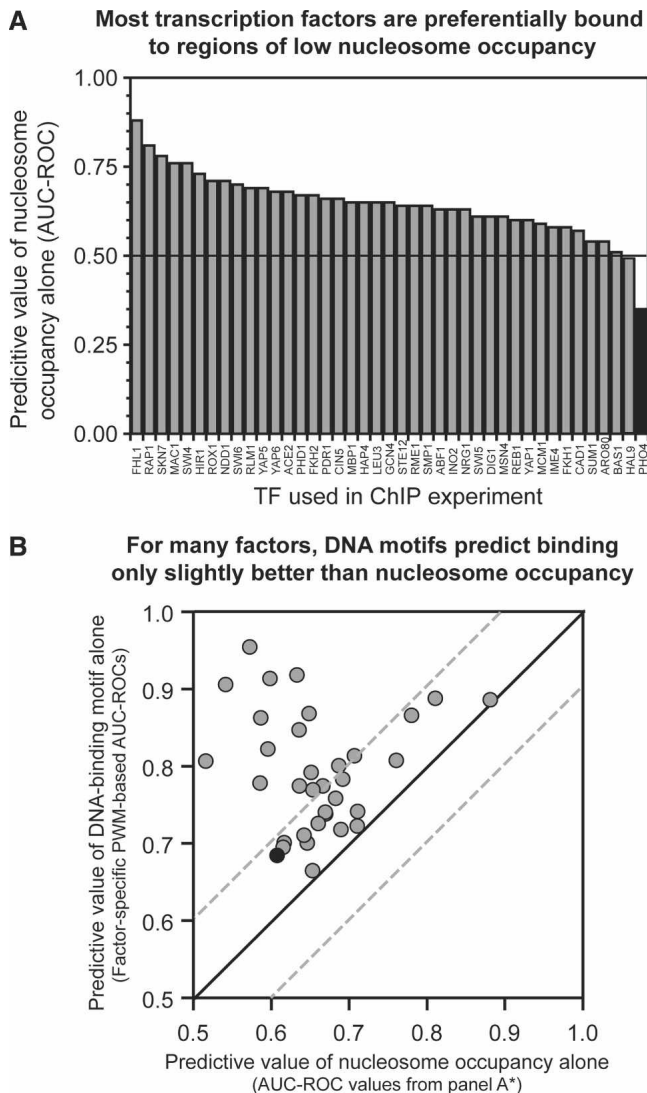 A
Most transcription factors are preferentially bound
to regions of low nucleosome occupancy
Predicitive value of nucleosome
occupancy alone (AUC-ROC)
1.00
0.75
0.50
0.25
0.00
FHL1
RAP1
SKN7
MAC1
SWI4
HIR1
ROX1
NDD1
SWI6
RLM1
YAP5
YAP6
ACE2
PHD1
FKH2
PDR1
CIN5
MBP1
HAP4
LEU3
GCN4
STE12
RME1
SMP1
ABF1
INO2
NRG1
SWI5
DIG1
MSN4
REB1
YAP1
MCM1
IME4
FKH1
CAD1
SUM1
ARO80
BAS1
HAL9
PHO4
TF used in ChIP experiment
B
For many factors, DNA motifs predict binding
only slightly better than nucleosome occupancy
Predictive value of DNA-binding motif alone
(Factor-specific PWM-based AUC-ROCs)
1.0
0.9
0.8
0.7
0.6
0.5
0.5
0.6
0.7
0.8
0.9
1.0
Predictive value of nucleosome occupancy alone
(AUC-ROC values from panel A*)